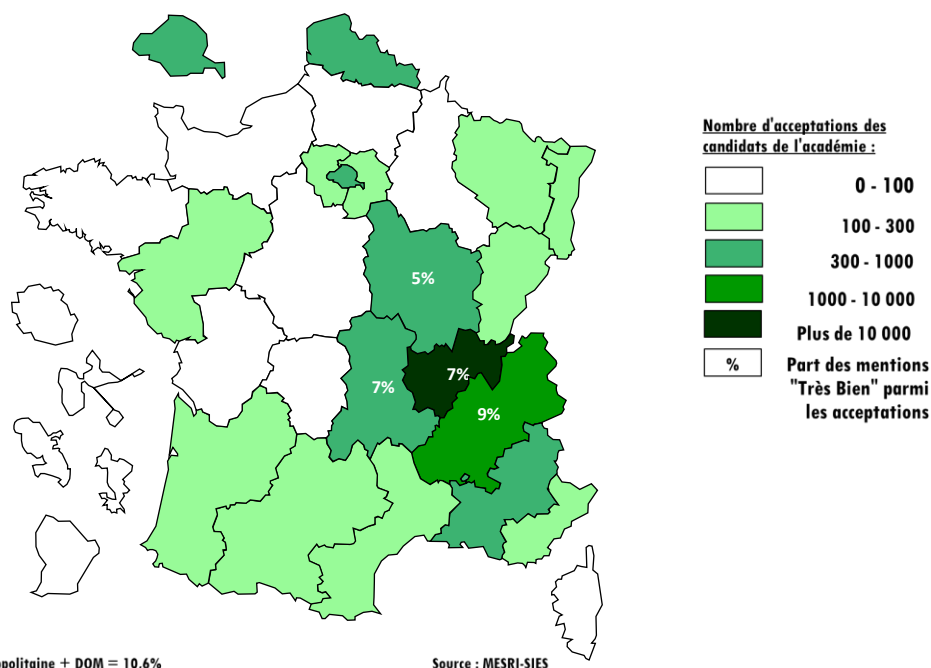 Nombre d'acceptations des
candidats de l'académie :
0 - 100
100 - 300
300 - 1000
1000 - 10 000
Plus de 10 000
% Part des mentions
"Très Bien" parmi
les acceptations
5%
7%
7%
9%
+ DOM = 10,6%
Source : MESRI-SIES